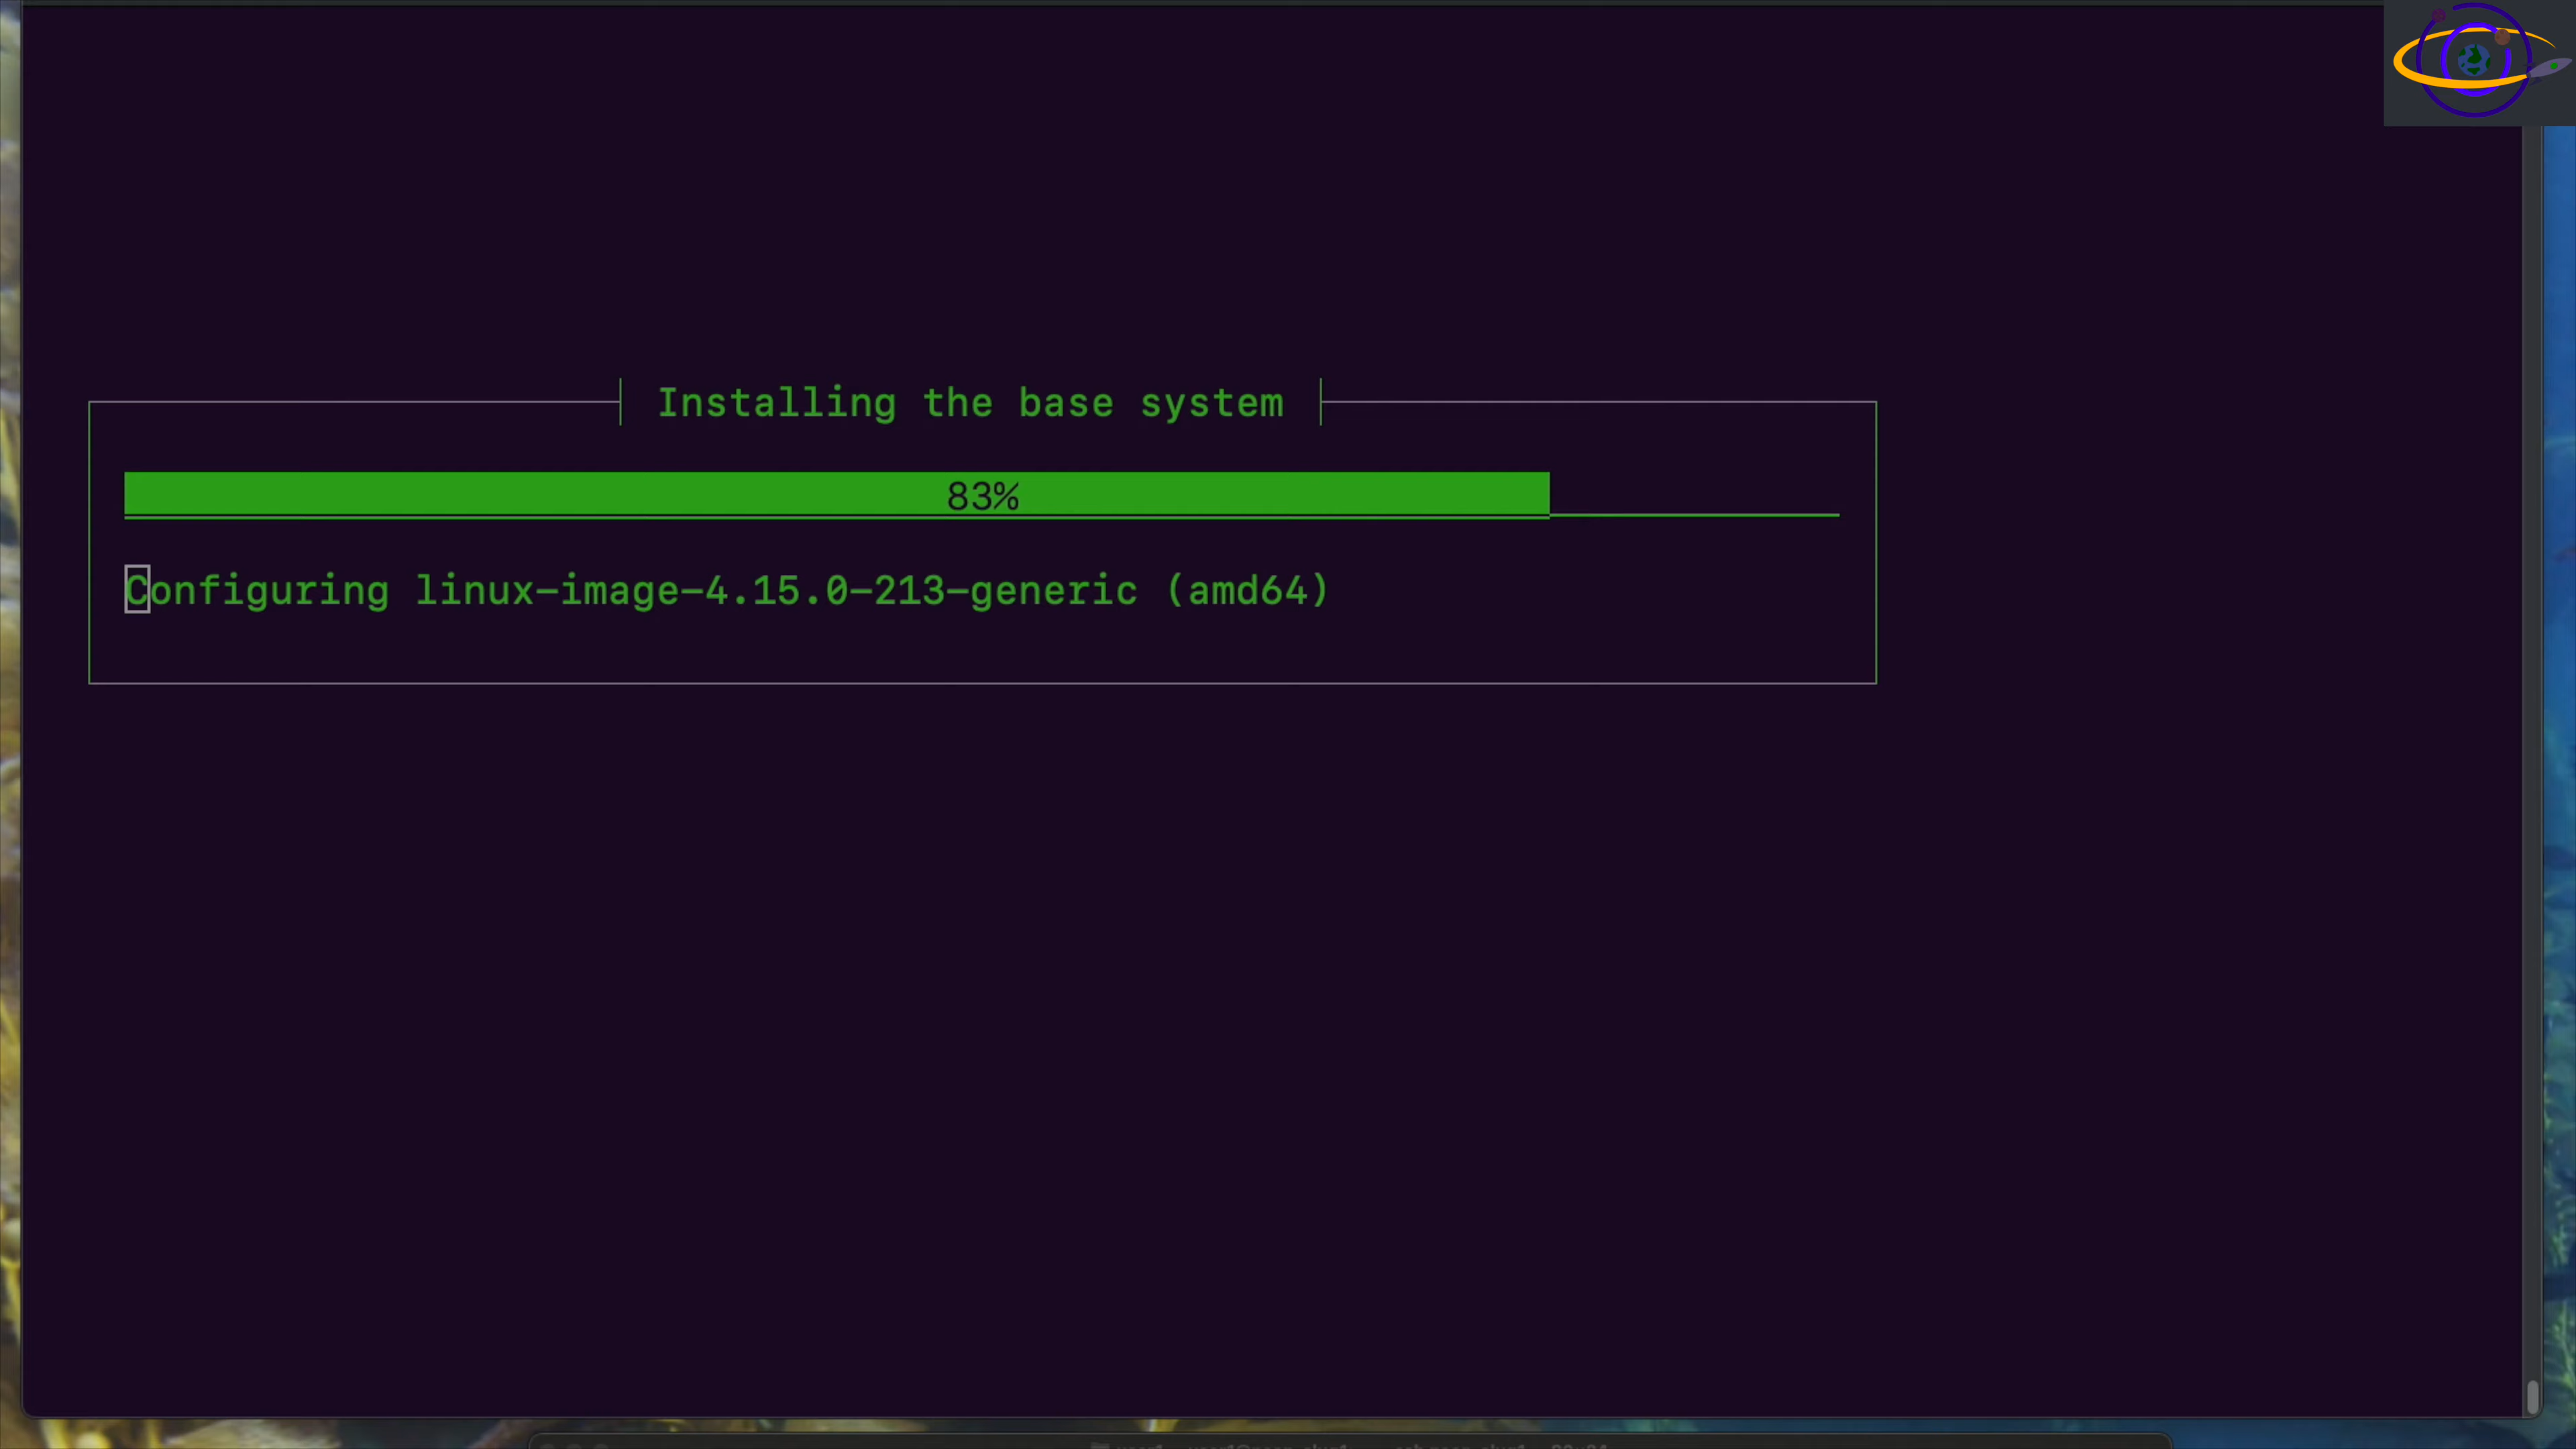 Installing the base system
83%
Configuring linux-image-4.15.0-213-generic (amd64)